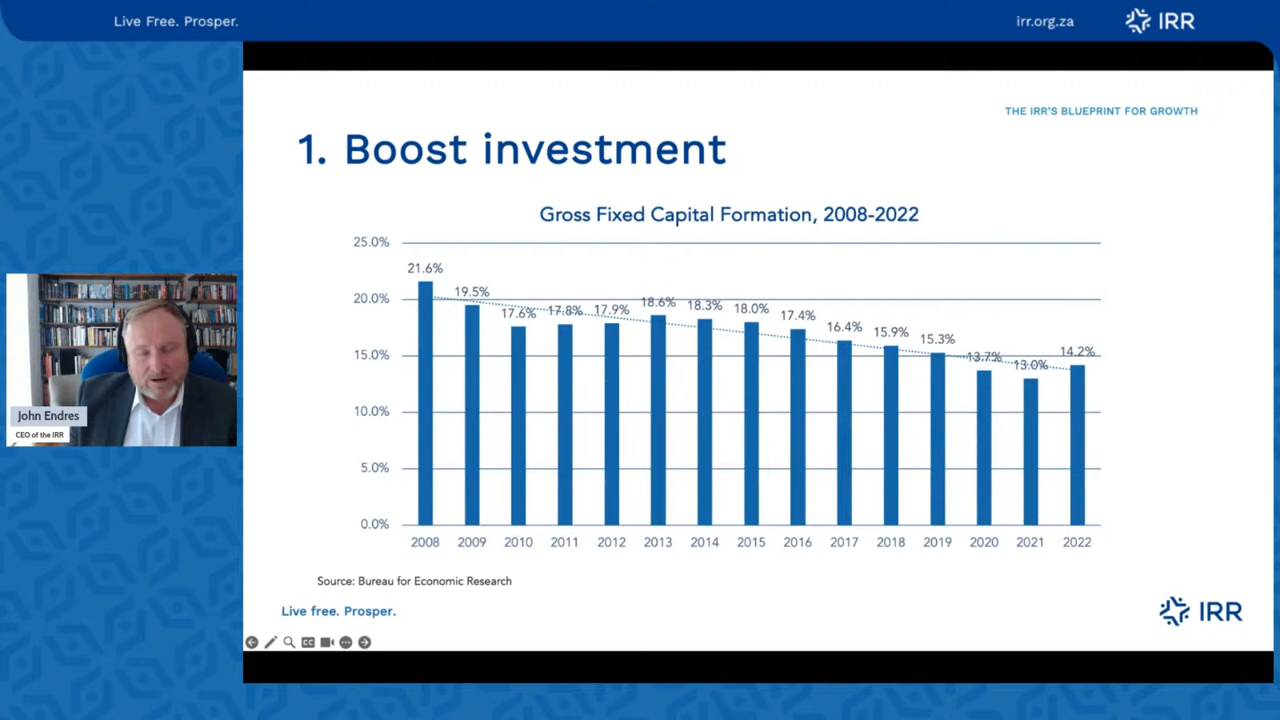 Live Free. Prosper.
irr.org.za
IRR
THE IRR'S BLUEPRINT FOR GROWTH
1. Boost investment
Gross Fixed Capital Formation, 2008-2022
25.0%
20.0%
15.0%
10.0%
5.0%
0.0%
21.6%
19.5%
17.6%
17.8%
17.9%
18.6%
18.3%
18.0%
17.4%
16.4%
15.9%
15.3%
13.7%
13.0%
14.2%
2008 2009 2010 2011 2012 2013 2014 2015 2016 2017 2018 2019 2020 2021 2022
John Endres
CEO of the IRR
Source: Bureau for Economic Research
Live free. Prosper.
IRR
CC